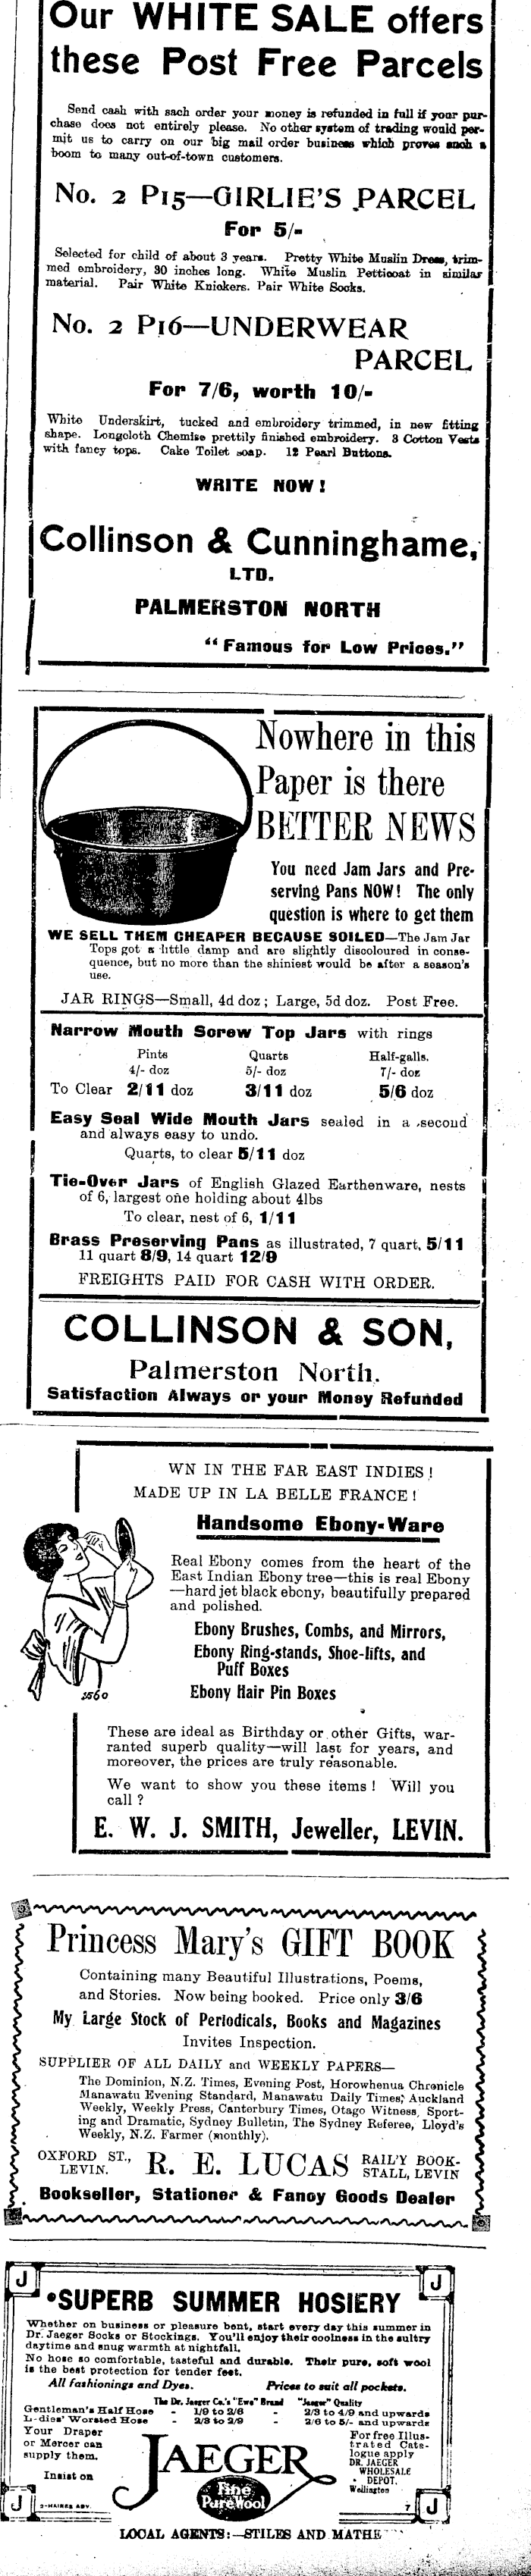 Our WHITE SALE offers
these Post Free Parcels
Send cash with each order your money is refunded in full if your pur-
chase does not entirely please. No other system of trading would per-
mit us to carry on our big mail order business which proves such a
boom to many out-of-town customers.
No. 2 P15—GIRLIE'S PARCEL
For 5/-
Selected for child of about 3 years. Pretty White Muslin Dress, trim-
med embroidery, 30 inches long. White Muslin Petticoat in similar
material. Pair White Knickers. Pair White Socks.
No. 2 P16—UNDERWEAR
PARCEL
For 7/6, worth 10/-
White Underskirt, tucked and embroidery trimmed, in new fitting
shape. Longcloth Chemise prettily finished embroidery. 3 Cotton Vests
with fancy tops. Cake Toilet soap. 12 Pearl Buttons.
WRITE NOW!
Collinson & Cunninghame,
LTD.
PALMERSTON NORTH
"Famous for Low Prices."
Nowhere in this
Paper is there
BETTER NEWS
You need Jam Jars and Pre-
serving Pans NOW! The only
question is where to get them
WE SELL THEM CHEAPER BECAUSE SOILED—The Jam Jar
Tops got a little damp and are slightly discoloured in conse-
quence, but no more than the shiniest would be after a season's
use.
JAR RINGS—Small, 4d doz; Large, 5d doz. Post Free.
Narrow Mouth Screw Top Jars with rings
Pints Quarts Half-galls.
4/- doz 5/- doz 7/- doz
To Clear 2/11 doz 3/11 doz 5/6 doz
Easy Seal Wide Mouth Jars sealed in a second
and always easy to undo.
Quarts, to clear 5/11 doz
Tie-Over Jars of English Glazed Earthenware, nests
of 6, largest one holding about 4lbs
To clear, nest of 6, 1/11
Brass Preserving Pans as illustrated, 7 quart, 5/11
11 quart 8/9, 14 quart 12/9
FREIGHTS PAID FOR CASH WITH ORDER.
COLLINSON & SON,
Palmerston North.
Satisfaction Always or your Money Refunded
WN IN THE FAR EAST INDIES!
MADE UP IN LA BELLE FRANCE!
Handsome Ebony-Ware
Real Ebony comes from the heart of the
East Indian Ebony tree—this is real Ebony
—hard jet black ebony, beautifully prepared
and polished.
Ebony Brushes, Combs, and Mirrors,
Ebony Ring-stands, Shoe-lifts, and
Puff Boxes
Ebony Hair Pin Boxes
These are ideal as Birthday or other Gifts, war-
ranted superb quality—will last for years, and
moreover, the prices are truly reasonable.
We want to show you these items! Will you
call?
E. W. J. SMITH, Jeweller, LEVIN.
Princess Mary's GIFT BOOK
Containing many Beautiful Illustrations, Poems,
and Stories. Now being booked. Price only 3/6
My Large Stock of Periodicals, Books and Magazines
Invites Inspection.
SUPPLIER OF ALL DAILY and WEEKLY PAPERS—
The Dominion, N.Z. Times, Evening Post, Horowhenua Chronicle
Manawatu Evening Standard, Manawatu Daily Times, Auckland
Weekly, Weekly Press, Canterbury Times, Otago Witness, Sport-
ing and Dramatic, Sydney Bulletin, The Sydney Referee, Lloyd's
Weekly, N.Z. Farmer (monthly).
OXFORD ST., LEVIN. R. E. LUCAS RAIL'Y BOOK-STALL, LEVIN
Bookseller, Stationer & Fancy Goods Dealer
J J
SUPERB SUMMER HOSIERY
Whether on business or pleasure bent, start every day this summer in
Dr. Jaeger Socks or Stockings. You'll enjoy their coolness in the sultry
daytime and snug warmth at nightfall.
No hose so comfortable, tasteful and durable. Their pure, soft wool
is the best protection for tender feet.
All fashionings and Dyes. Prices to suit all pockets.
The Dr. Jaeger Co.'s "Ewe" Brand "Jaeger" Quality
Gentleman's Half Hose - 1/9 to 2/6 - 2/3 to 4/9 and upwards
Ladies' Worsted Hose - 2/3 to 2/9 - 2/6 to 5/- and upwards
Your Draper
or Mercer can
supply them.
Insist on
JAEGER
Fine
Pure Wool
For free Illus-
trated Cata-
logue apply
DR. JAEGER
WHOLESALE
DEPOT.
Wellington
J J
LOCAL AGENTS:—STILES AND